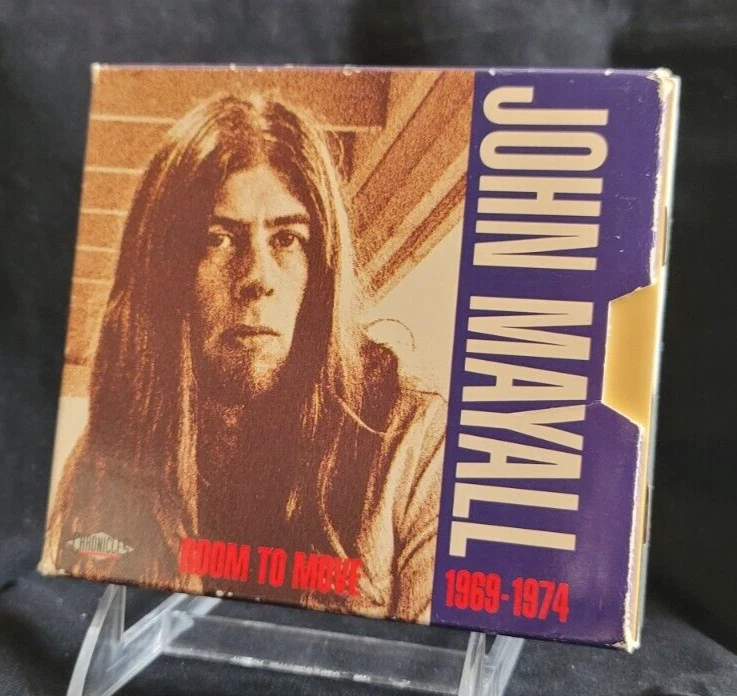 JOHN MAYALL
1969-1974
ROOM TO MOVE
CHRONICLES